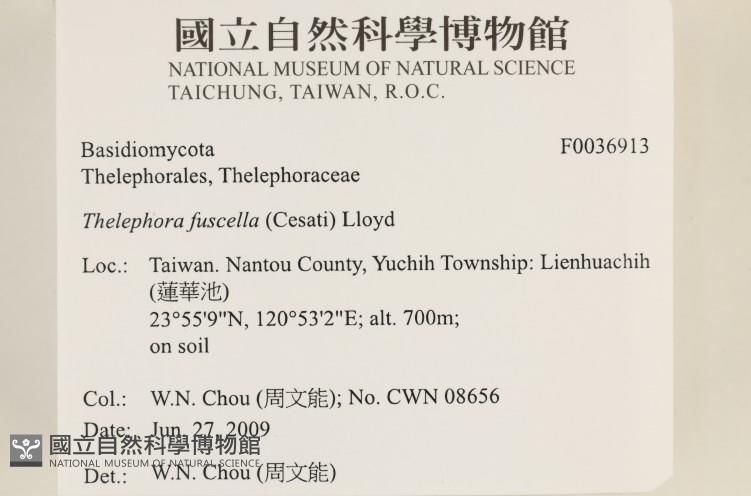 國立自然科學博物館
NATIONAL MUSEUM OF NATURAL SCIENCE
TAICHUNG, TAIWAN, R.O.C.
Basidiomycota F0036913
Thelephorales, Thelephoraceae
Thelephora fuscella (Cesati) Lloyd
Loc.: Taiwan. Nantou County, Yuchih Township: Lienhuachih
(蓮華池)
23°55'9"N, 120°53'2"E; alt. 700m;
on soil
Col.: W.N. Chou (周文能); No. CWN 08656
Date: Jun. 27, 2009
國立自然科學博物館
NATIONAL MUSEUM OF NATURAL SCIENCE
Det.: W.N. Chou (周文能)